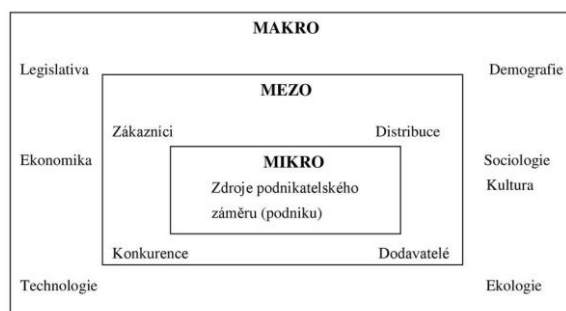 MAKRO
Legislativa Demografie
MEZO
Zákazníci Distribuce
Ekonomika MIKRO Sociologie
Zdroje podnikatelského Kultura
záměru (podniku)
Konkurence Dodavatelé
Technologie Ekologie